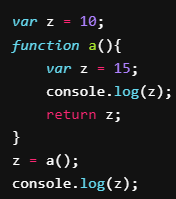 var z = 10;
function a(){
    var z = 15;
    console.log(z);
    return z;
}
z = a();
console.log(z);